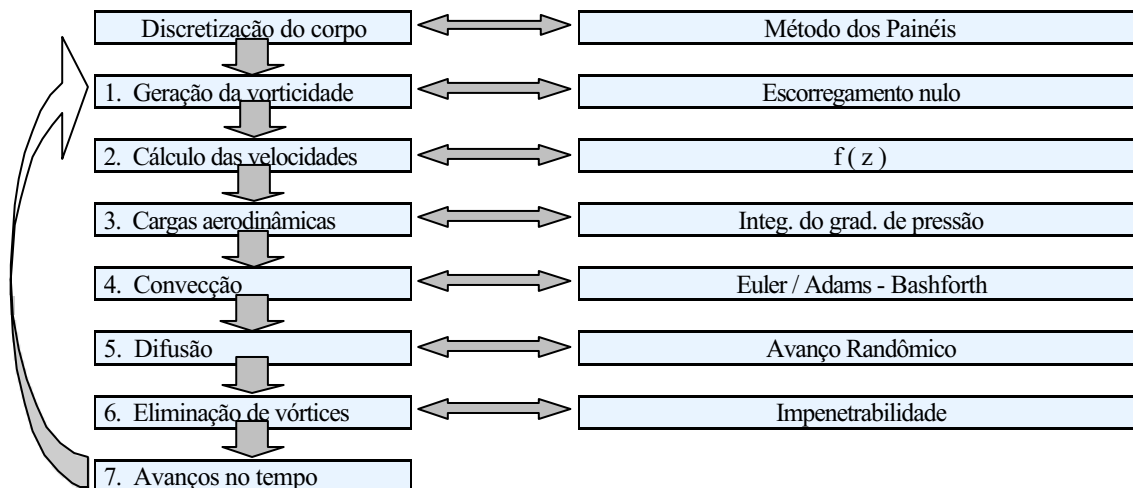 Discretização do corpo
Método dos Painéis
1. Geração da vorticidade
Escorregamento nulo
2. Cálculo das velocidades
f ( z )
3. Cargas aerodinâmicas
Integ. do grad. de pressão
4. Convecção
Euler / Adams - Bashforth
5. Difusão
Avanço Randômico
6. Eliminação de vórtices
Impenetrabilidade
7. Avanços no tempo